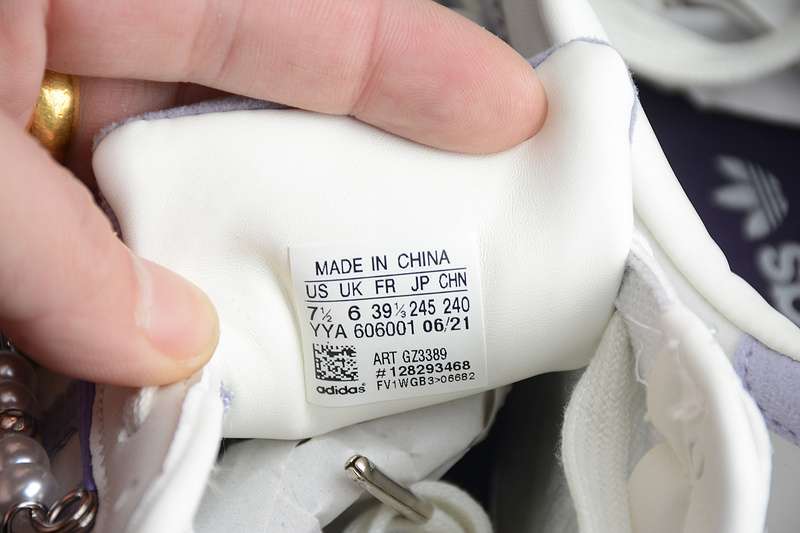 MADE IN CHINA
US UK FR JP CHN
7½ 6 39⅓ 245 240
YYA 606001 06/21
ART GZ3389
# 128293468
adidas®
FV1WGB3>06682